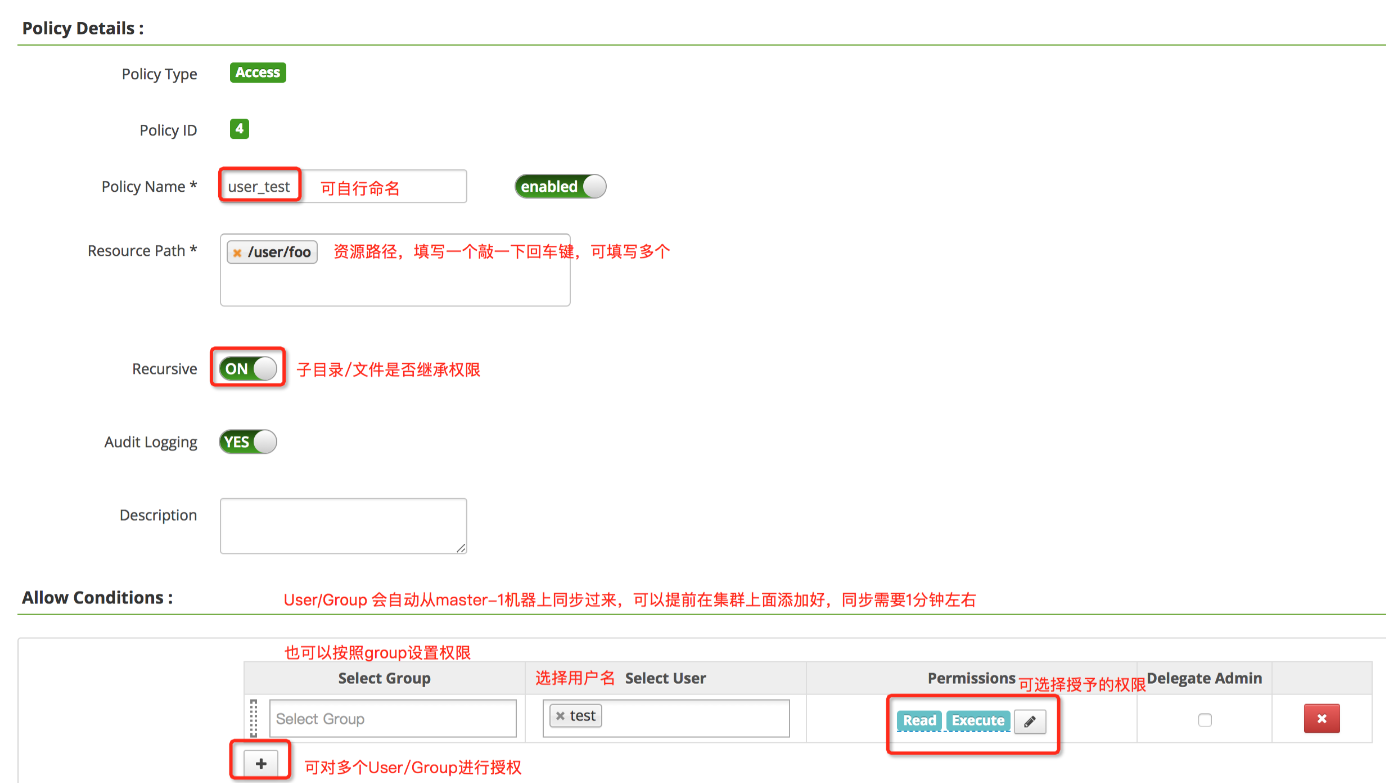 Policy Details :
Policy Type Access
Policy ID 4
Policy Name * user_test 可自行命名 enabled
Resource Path * × /user/foo 资源路径，填写一个敲一下回车键，可填写多个
Recursive ON 子目录/文件是否继承权限
Audit Logging YES
Description
Allow Conditions : User/Group 会自动从master-1机器上同步过来，可以提前在集群上面添加好，同步需要1分钟左右
也可以按照group设置权限
Select Group 选择用户名 Select User Permissions 可选择授予的权限 Delegate Admin
Select Group × test Read Execute
+ 可对多个User/Group进行授权